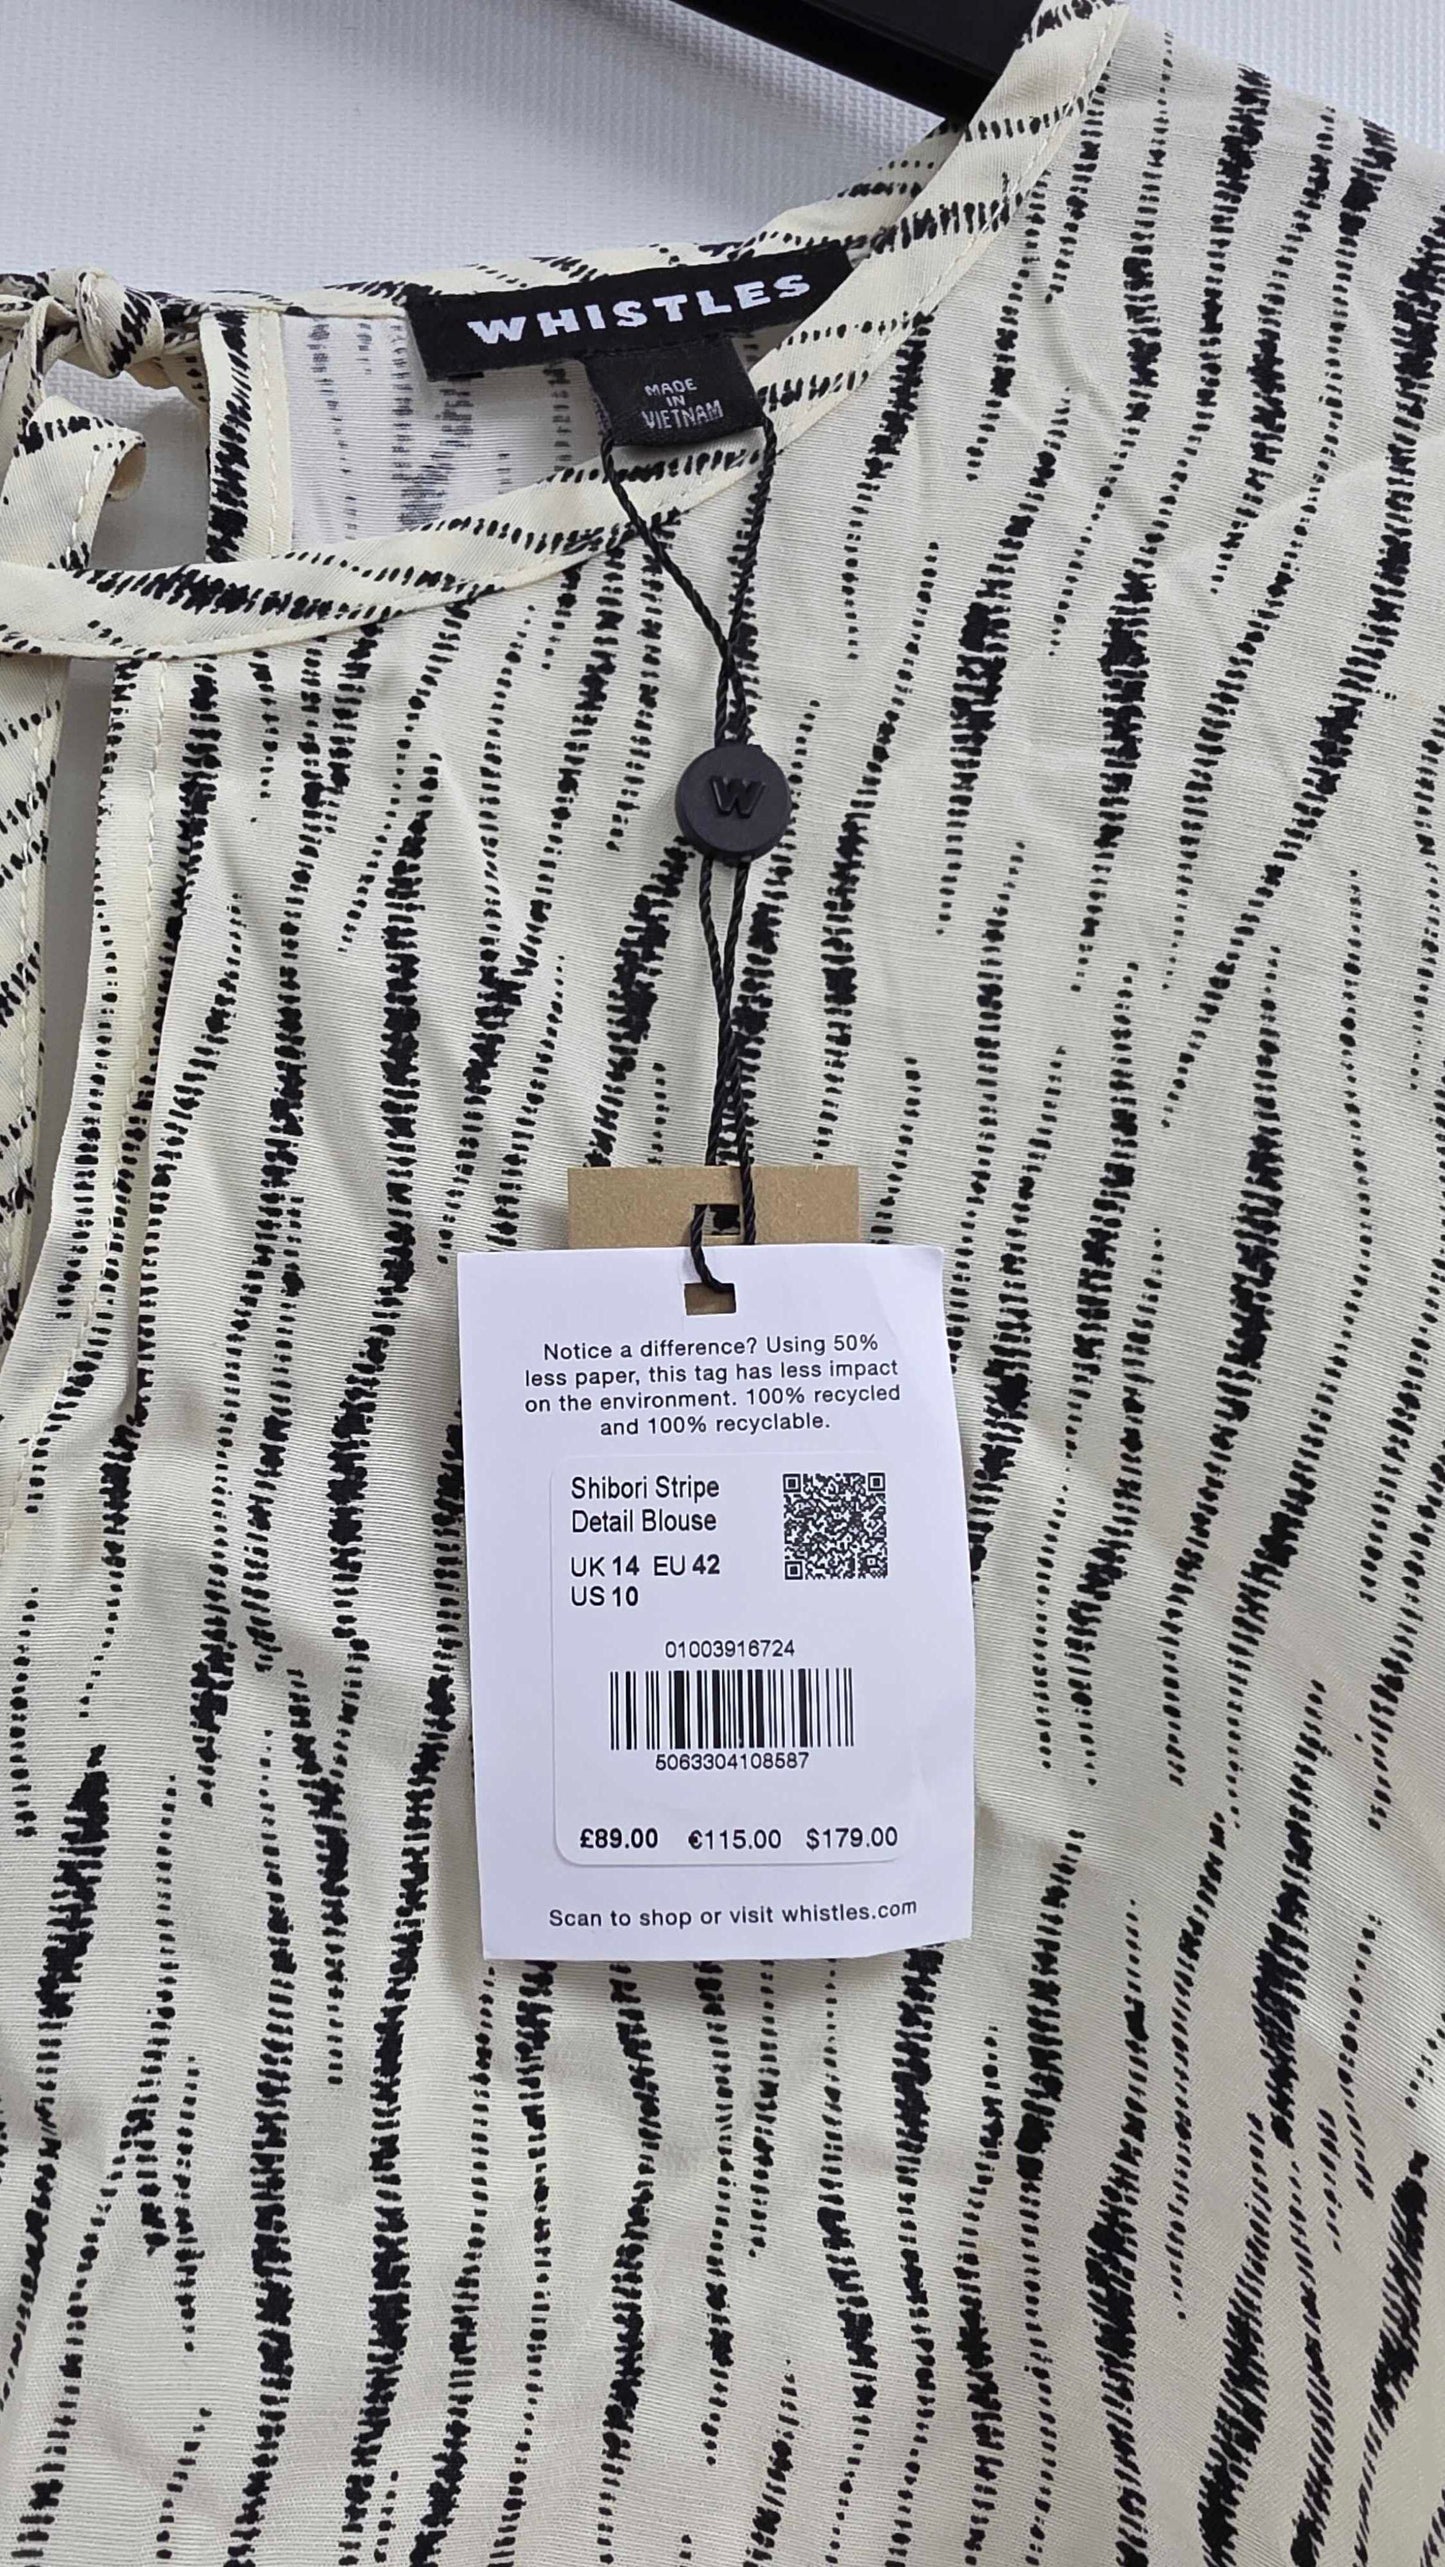 WHISTLES
MADE
IN
VIETNAM
W
Notice a difference? Using 50%
less paper, this tag has less impact
on the environment. 100% recycled
and 100% recyclable.
Shibori Stripe
Detail Blouse
UK 14 EU 42
US 10
01003916724
5063304108587
£89.00 €115.00 $179.00
Scan to shop or visit whistles.com